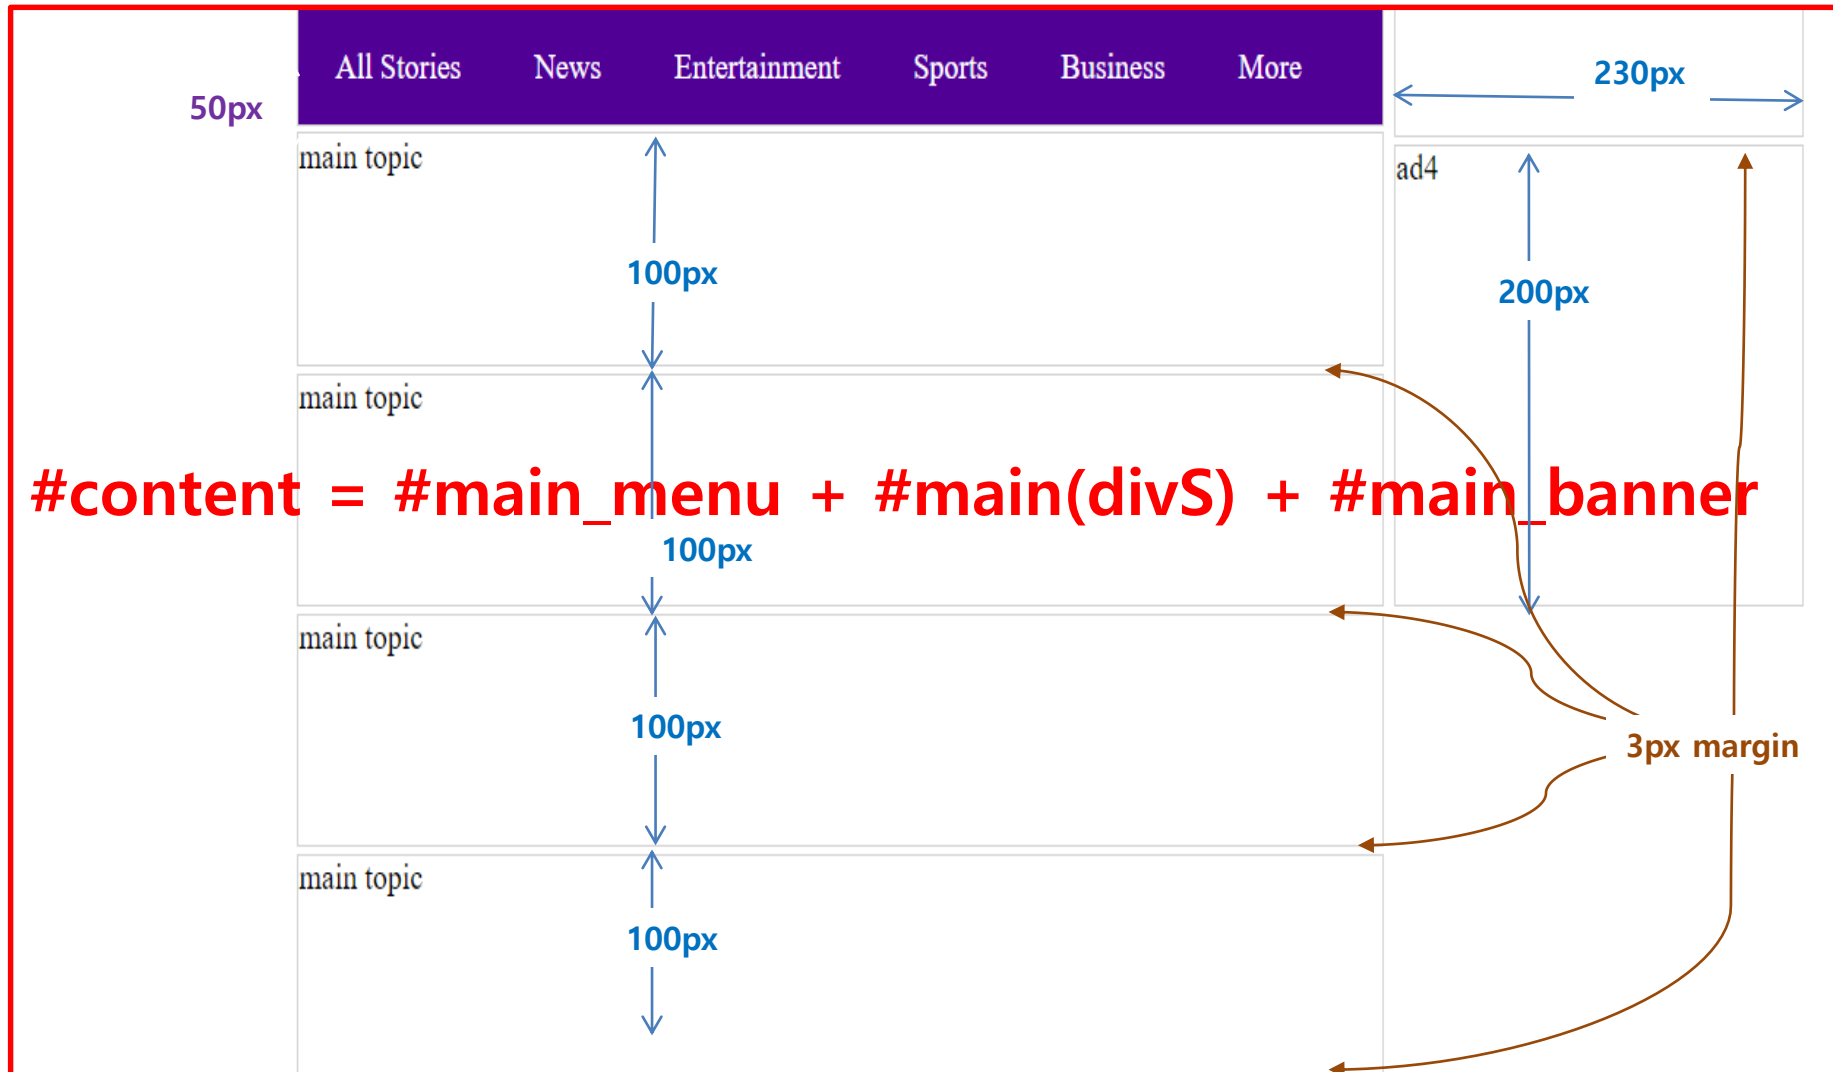 All Stories News Entertainment Sports Business More
230px
50px
main topic
ad4
100px
200px
main topic
#content = #main_menu + #main(divS) + #main_banner
100px
main topic
100px
3px margin
main topic
100px